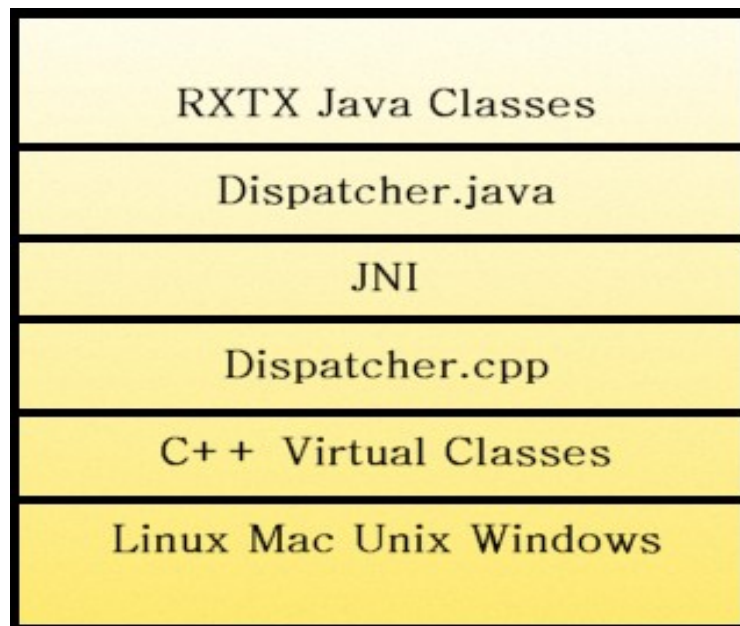 RXTX Java Classes
Dispatcher.java
JNI
Dispatcher.cpp
C++ Virtual Classes
Linux Mac Unix Windows